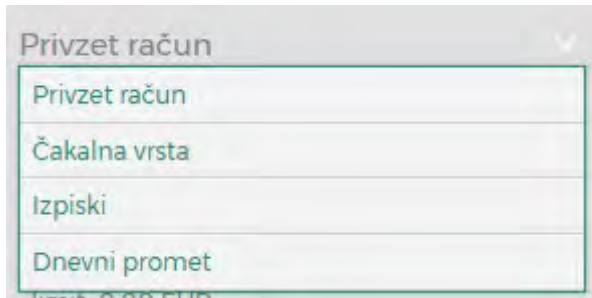 Privzet račun
Privzet račun
Čakalna vrsta
Izpiski
Dnevni promet